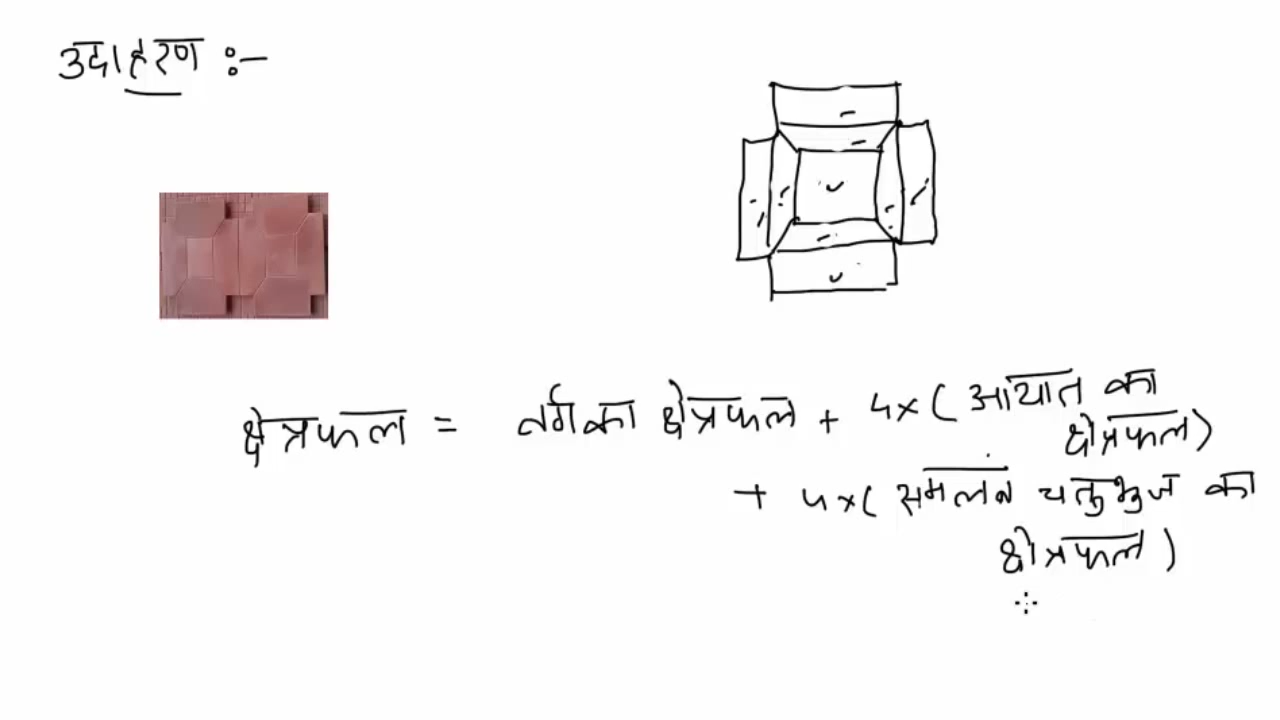 उदाहरण :-
क्षेत्रफल = वर्ग का क्षेत्रफल + 4×( आयात का
क्षेत्रफल)
+ 4×( समलंब चतुर्भुज का
क्षेत्रफल )